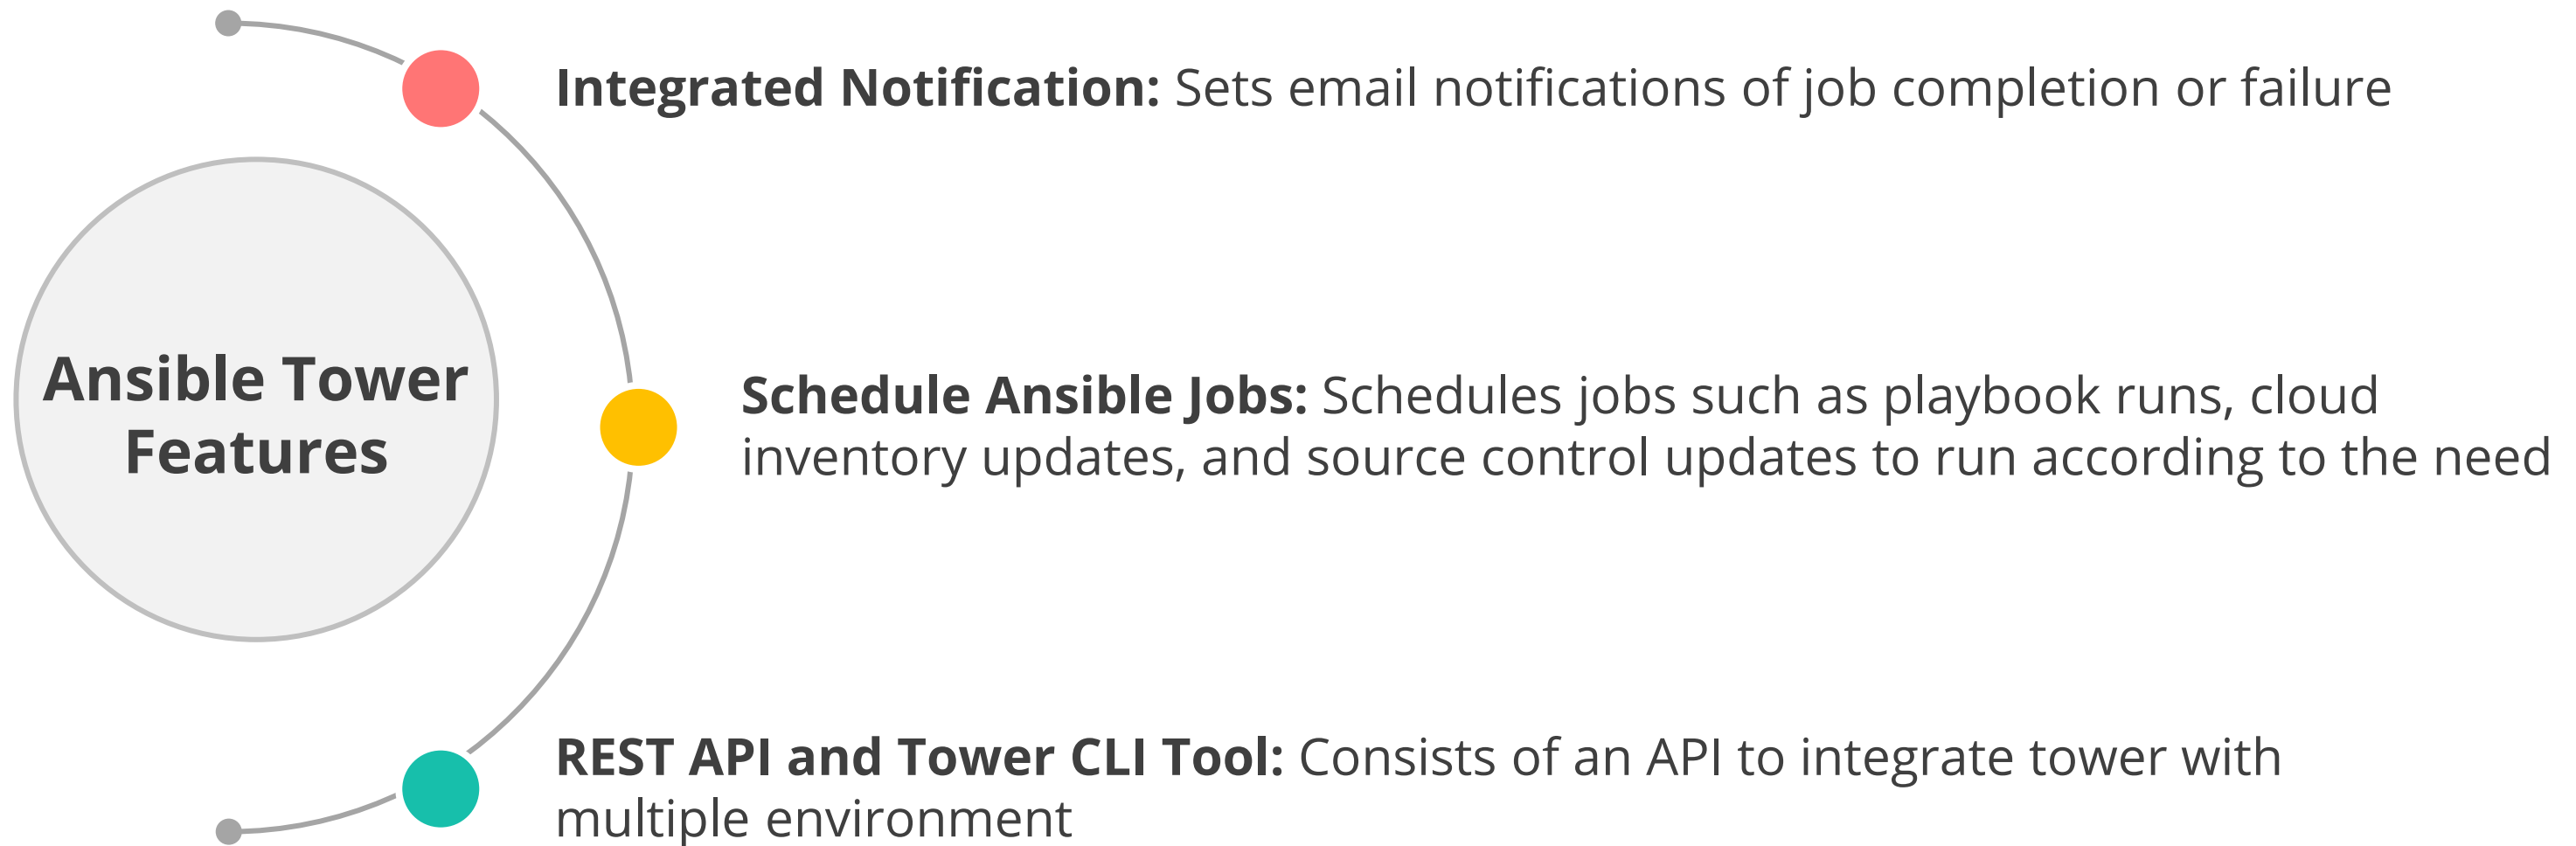 Integrated Notification: Sets email notifications of job completion or failure
Ansible Tower
Features
Schedule Ansible Jobs: Schedules jobs such as playbook runs, cloud
inventory updates, and source control updates to run according to the need
REST API and Tower CLI Tool: Consists of an API to integrate tower with
multiple environment